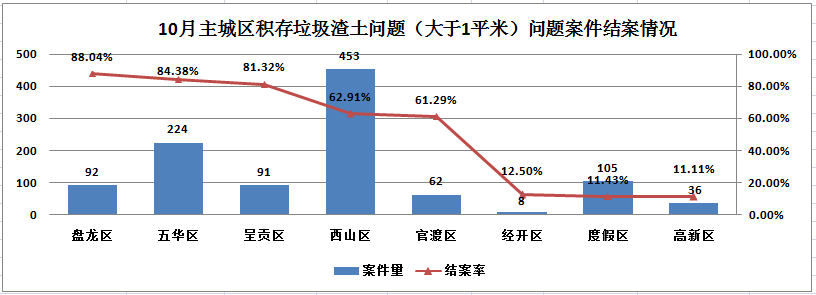 10月主城区积存垃圾渣土问题（大于1平米）问题案件结案情况
500
400
300
200
100
0
100.00%
80.00%
60.00%
40.00%
20.00%
0.00%
88.04%
84.38%
81.32%
62.91%
61.29%
12.50%
11.43%
11.11%
92
224
91
453
62
8
105
36
盘龙区
五华区
呈贡区
西山区
官渡区
经开区
度假区
高新区
案件量
结案率